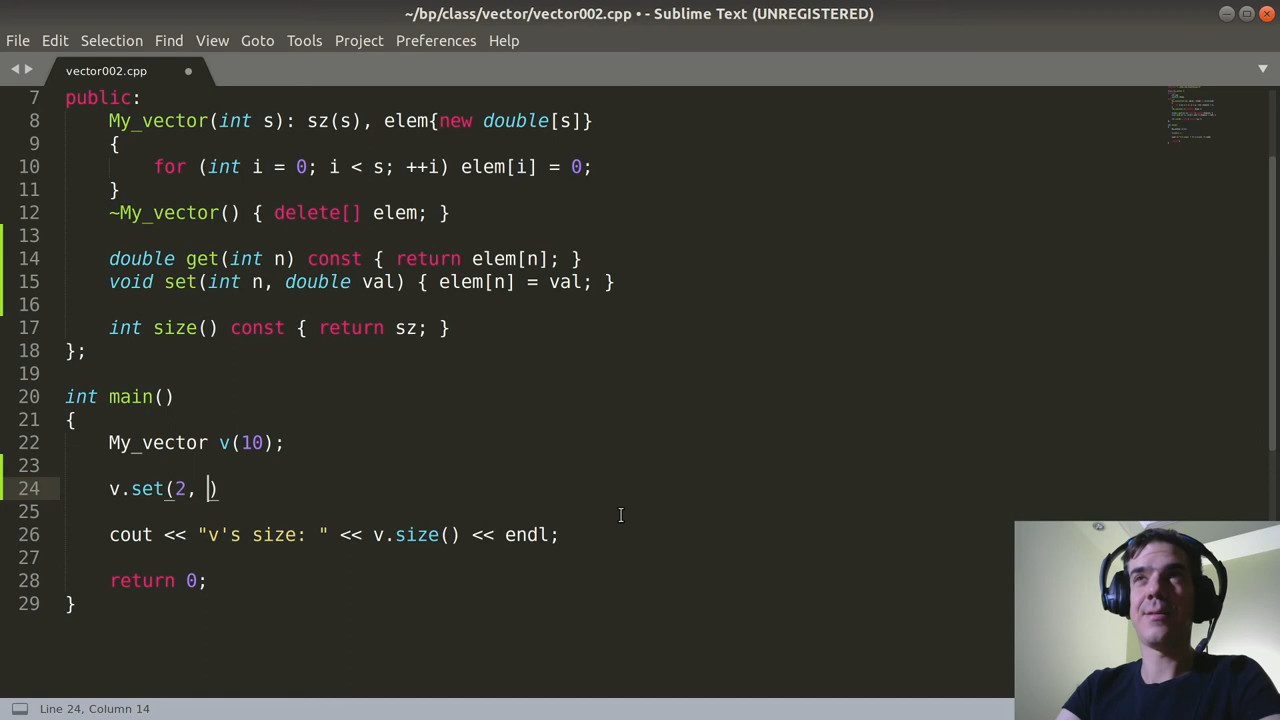 ~/bp/class/vector/vector002.cpp • - Sublime Text (UNREGISTERED)
File Edit Selection Find View Goto Tools Project Preferences Help
vector002.cpp
7 public:
8 My_vector(int s): sz(s), elem{new double[s]}
9 {
10 for (int i = 0; i < s; ++i) elem[i] = 0;
11 }
12 ~My_vector() { delete[] elem; }
13
14 double get(int n) const { return elem[n]; }
15 void set(int n, double val) { elem[n] = val; }
16
17 int size() const { return sz; }
18 };
19
20 int main()
21 {
22 My_vector v(10);
23
24 v.set(2, )
25
26 cout << "v's size: " << v.size() << endl;
27
28 return 0;
29 }
Line 24, Column 14